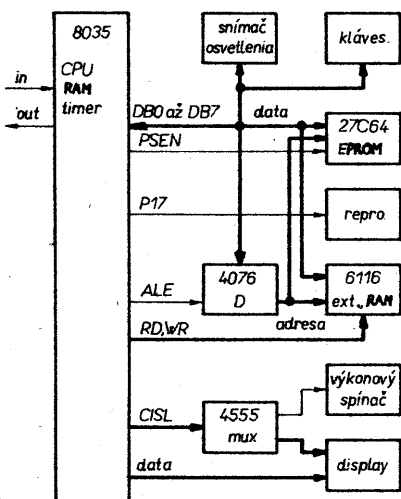 8035
CPU
RAM
timer
in
out
snímač
osvetlenia
kláves.
DB0 až DB7
data
PSEN
27C64
EPROM
P17
repro.
ALE
4076
D
adresa
6116
ext. RAM
RD,WR
výkonový
spínač
CISL
4555
mux
data
display